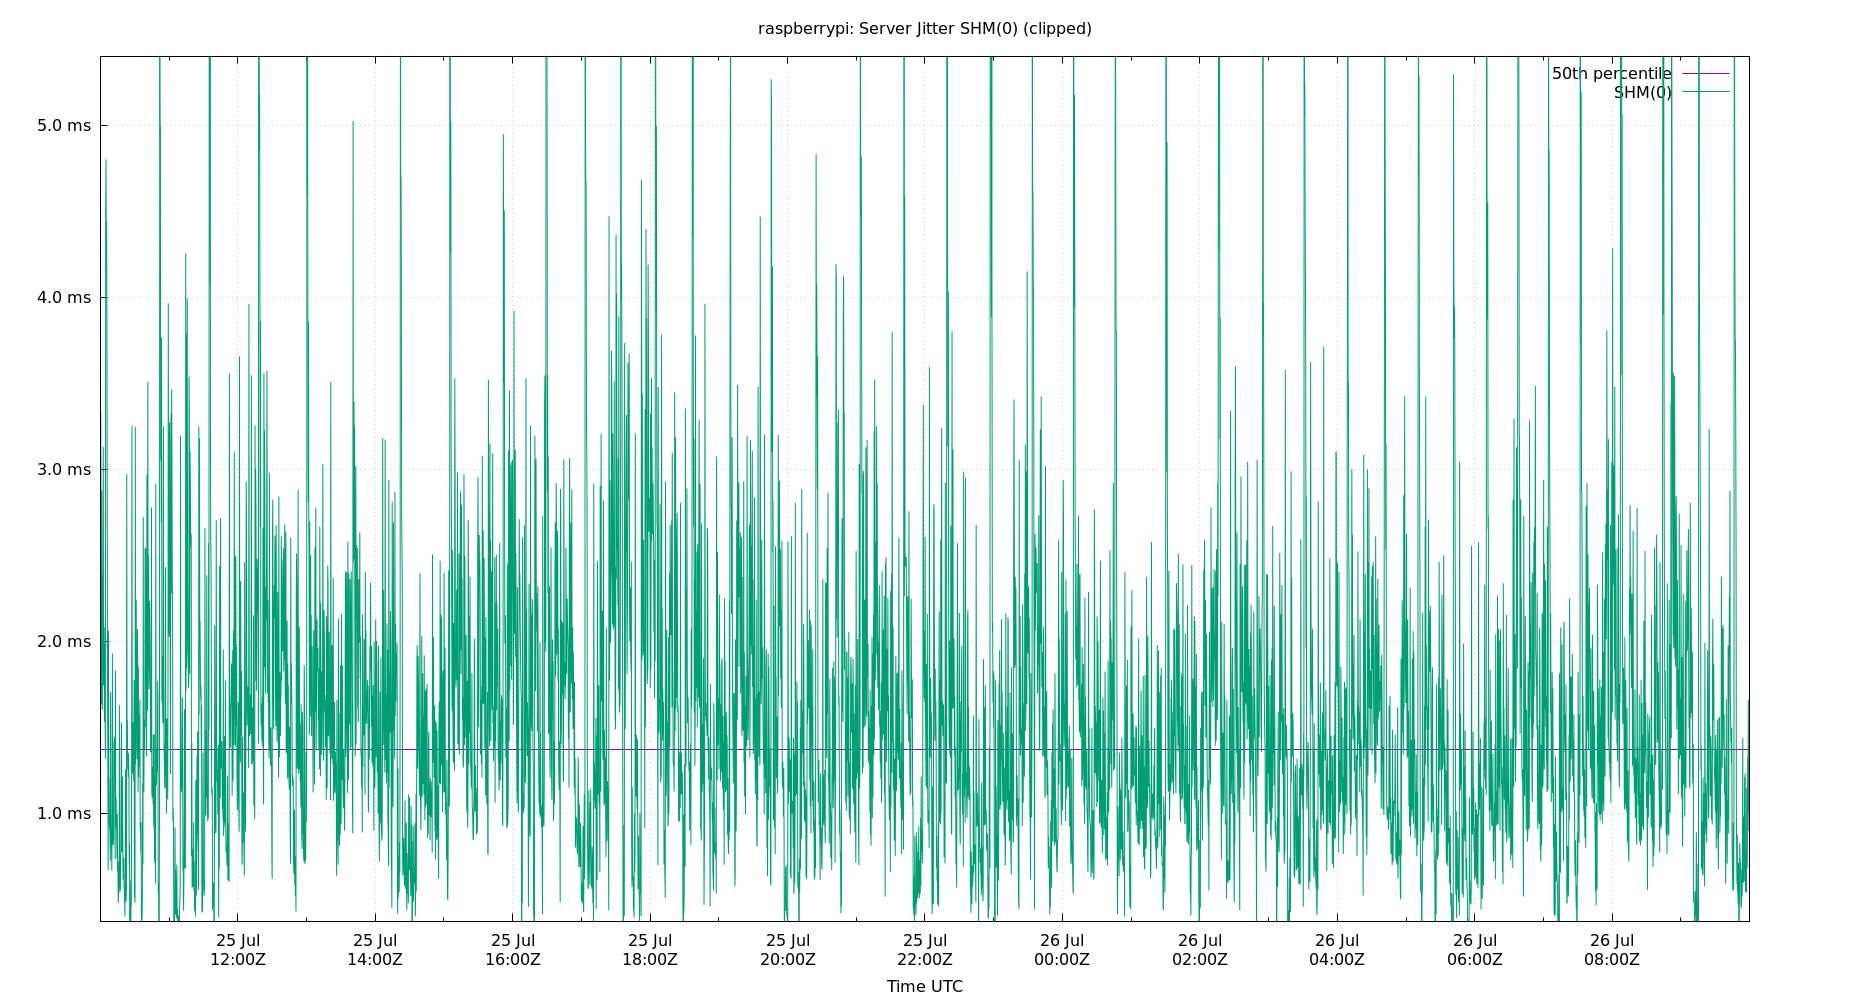 raspberrypi: Server Jitter SHM(0) (clipped)
50th percentile
SHM(0)
5.0 ms
4.0 ms
3.0 ms
2.0 ms
1.0 ms
25 Jul 25 Jul 25 Jul 25 Jul 25 Jul 25 Jul 26 Jul 26 Jul 26 Jul 26 Jul 26 Jul
12:00Z 14:00Z 16:00Z 18:00Z 20:00Z 22:00Z 00:00Z 02:00Z 04:00Z 06:00Z 08:00Z
Time UTC